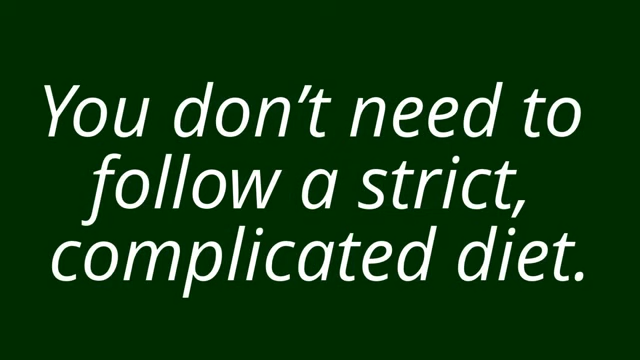 You don’t need to
follow a strict,
complicated diet.